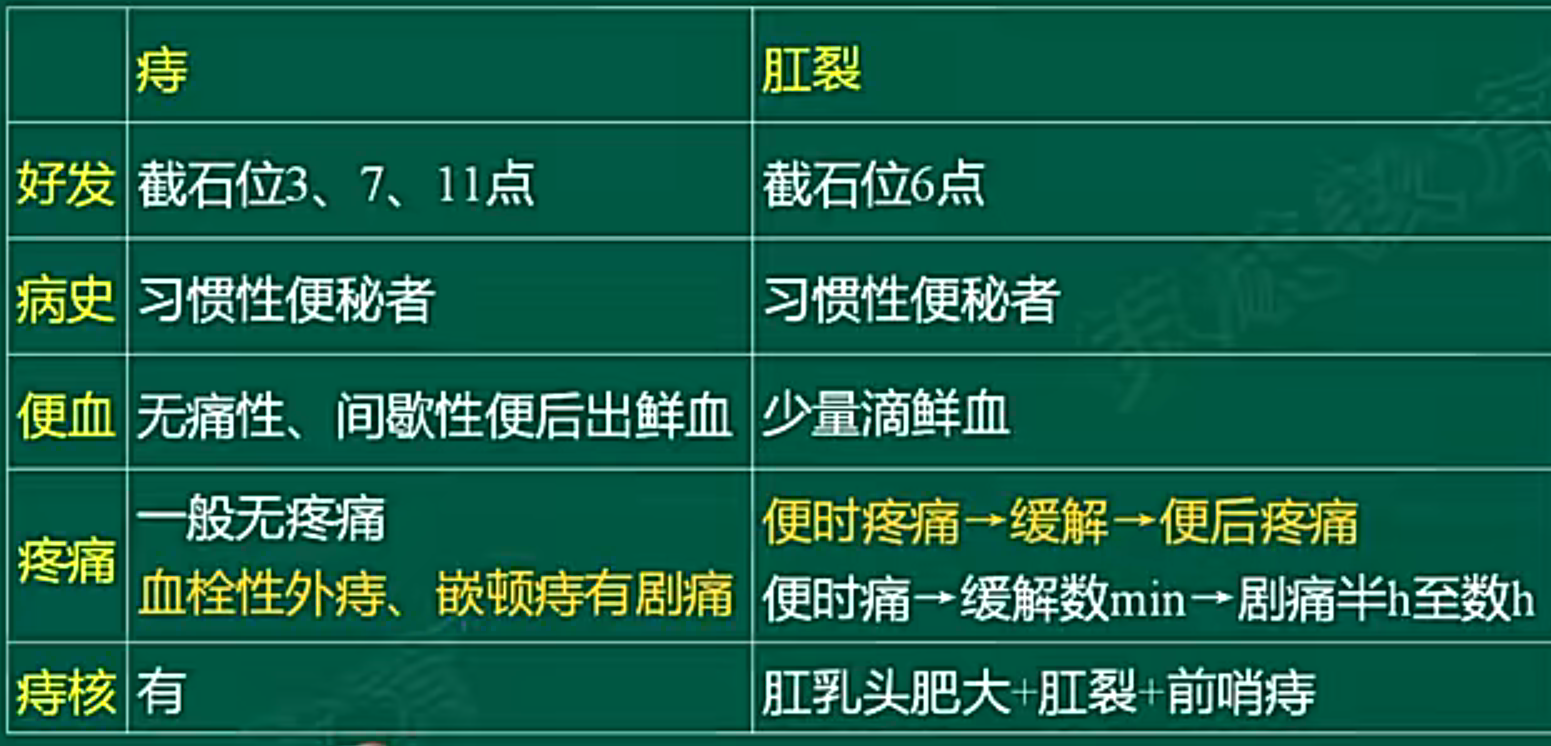 痔 肛裂
好发 截石位3、7、11点 截石位6点
病史 习惯性便秘者 习惯性便秘者
便血 无痛性、间歇性便后出鲜血 少量滴鲜血
疼痛 一般无疼痛 便时疼痛→缓解→便后疼痛
血栓性外痔、嵌顿痔有剧痛 便时痛→缓解数min→剧痛半h至数h
痔核 有 肛乳头肥大+肛裂+前哨痔